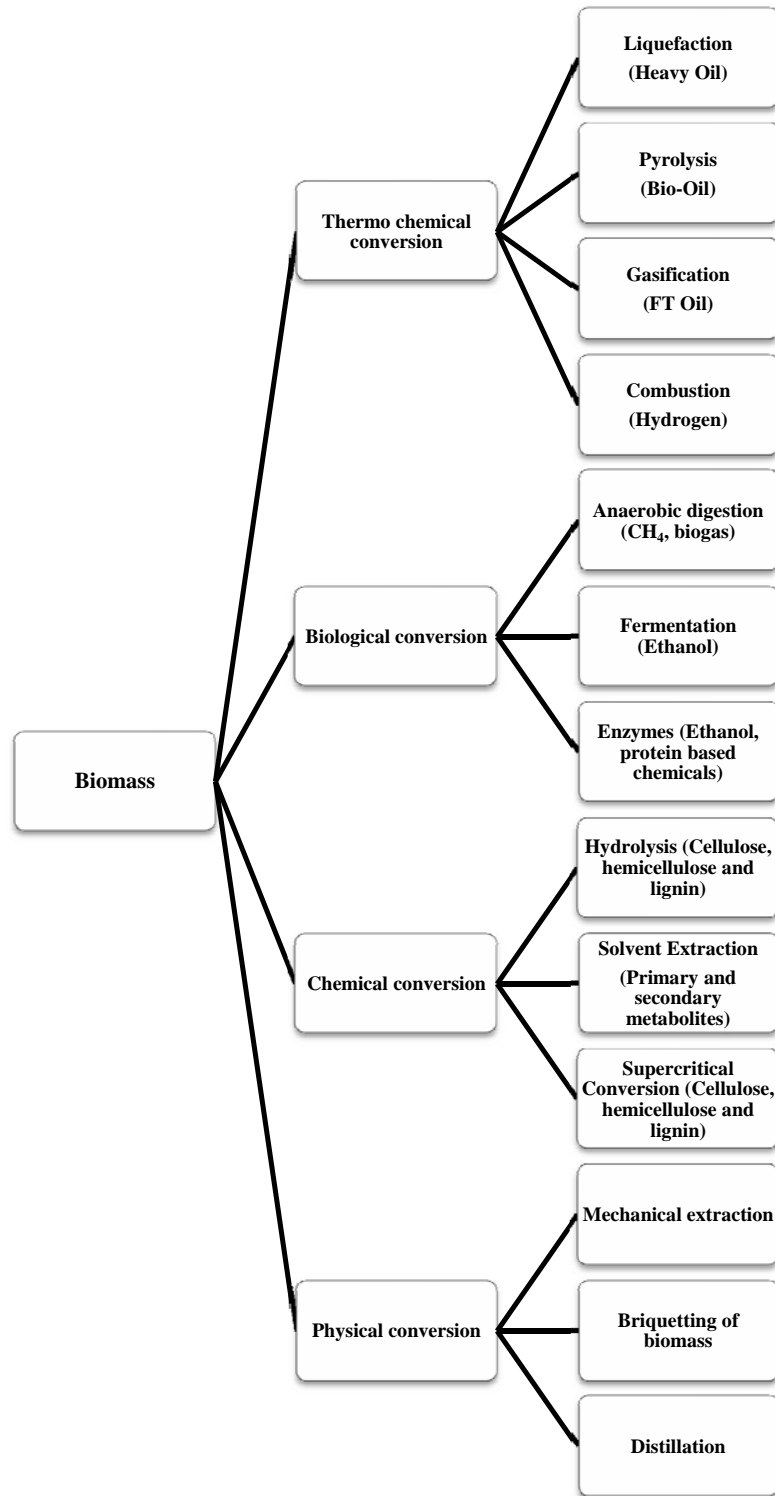 Liquefaction
(Heavy Oil)
Pyrolysis
(Bio-Oil)
Thermo chemical
conversion
Gasification
(FT Oil)
Combustion
(Hydrogen)
Anaerobic digestion
(CH₄, biogas)
Biological conversion
Fermentation
(Ethanol)
Enzymes (Ethanol,
protein based
chemicals)
Biomass
Hydrolysis (Cellulose,
hemicellulose and
lignin)
Chemical conversion
Solvent Extraction
(Primary and
secondary
metabolites)
Supercritical
Conversion (Cellulose,
hemicellulose and
lignin)
Mechanical extraction
Physical conversion
Briquetting of
biomass
Distillation